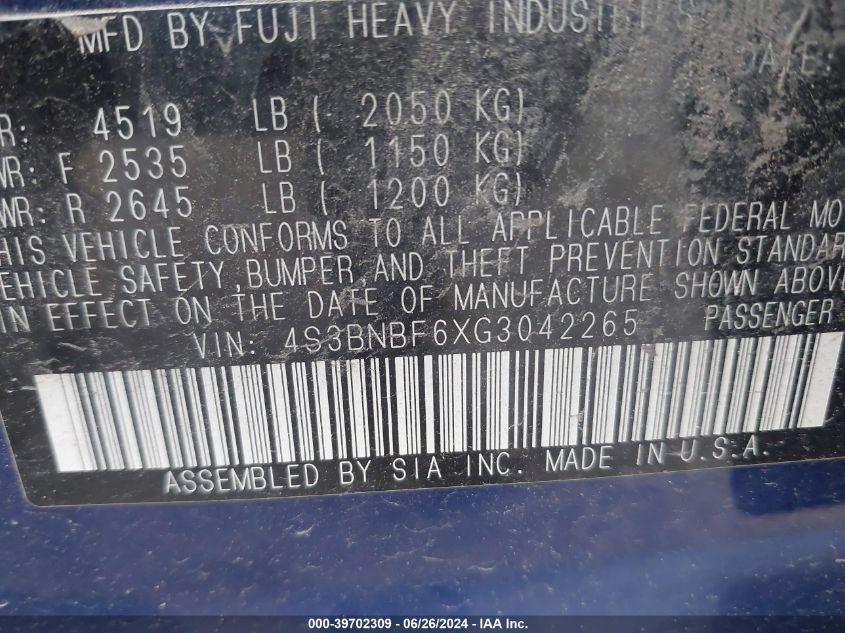 MFD BY FUJI HEAVY INDUSTRIES
DATE:
R: 4519 LB ( 2050 KG)
WR: F 2535 LB ( 1150 KG)
WR: R 2645 LB ( 1200 KG)
HIS VEHICLE CONFORMS TO ALL APPLICABLE FEDERAL MO
EHICLE SAFETY, BUMPER AND THEFT PREVENTION STANDAR
IN EFFECT ON THE DATE OF MANUFACTURE SHOWN ABOVE
VIN: 4S3BNBF6XG3042265 PASSENGER
ASSEMBLED BY SIA INC. MADE IN U.S.A.
000-39702309 - 06/26/2024 - IAA Inc.